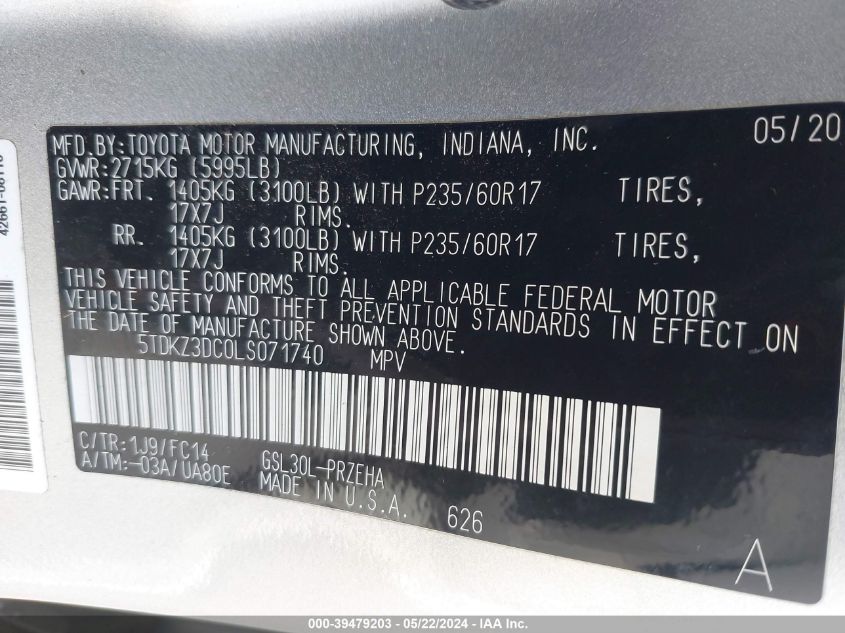 MFD.BY:TOYOTA MOTOR MANUFACTURING, INDIANA, INC. 05/20
GVWR:2715KG (5995LB)
GAWR:FRT. 1405KG (3100LB) WITH P235/60R17 TIRES,
17X7J RIMS.
RR. 1405KG (3100LB) WITH P235/60R17 TIRES,
17X7J RIMS.
THIS VEHICLE CONFORMS TO ALL APPLICABLE FEDERAL MOTOR
VEHICLE SAFETY AND THEFT PREVENTION STANDARDS IN EFFECT ON
THE DATE OF MANUFACTURE SHOWN ABOVE.
5TDKZ3DC0LS071740 MPV
C/TR:1J9/FC14
A/TM:-03A/UA80E GSL30L-PRZEHA
MADE IN U.S.A. 626
A
000-39479203 - 05/22/2024 - IAA Inc.